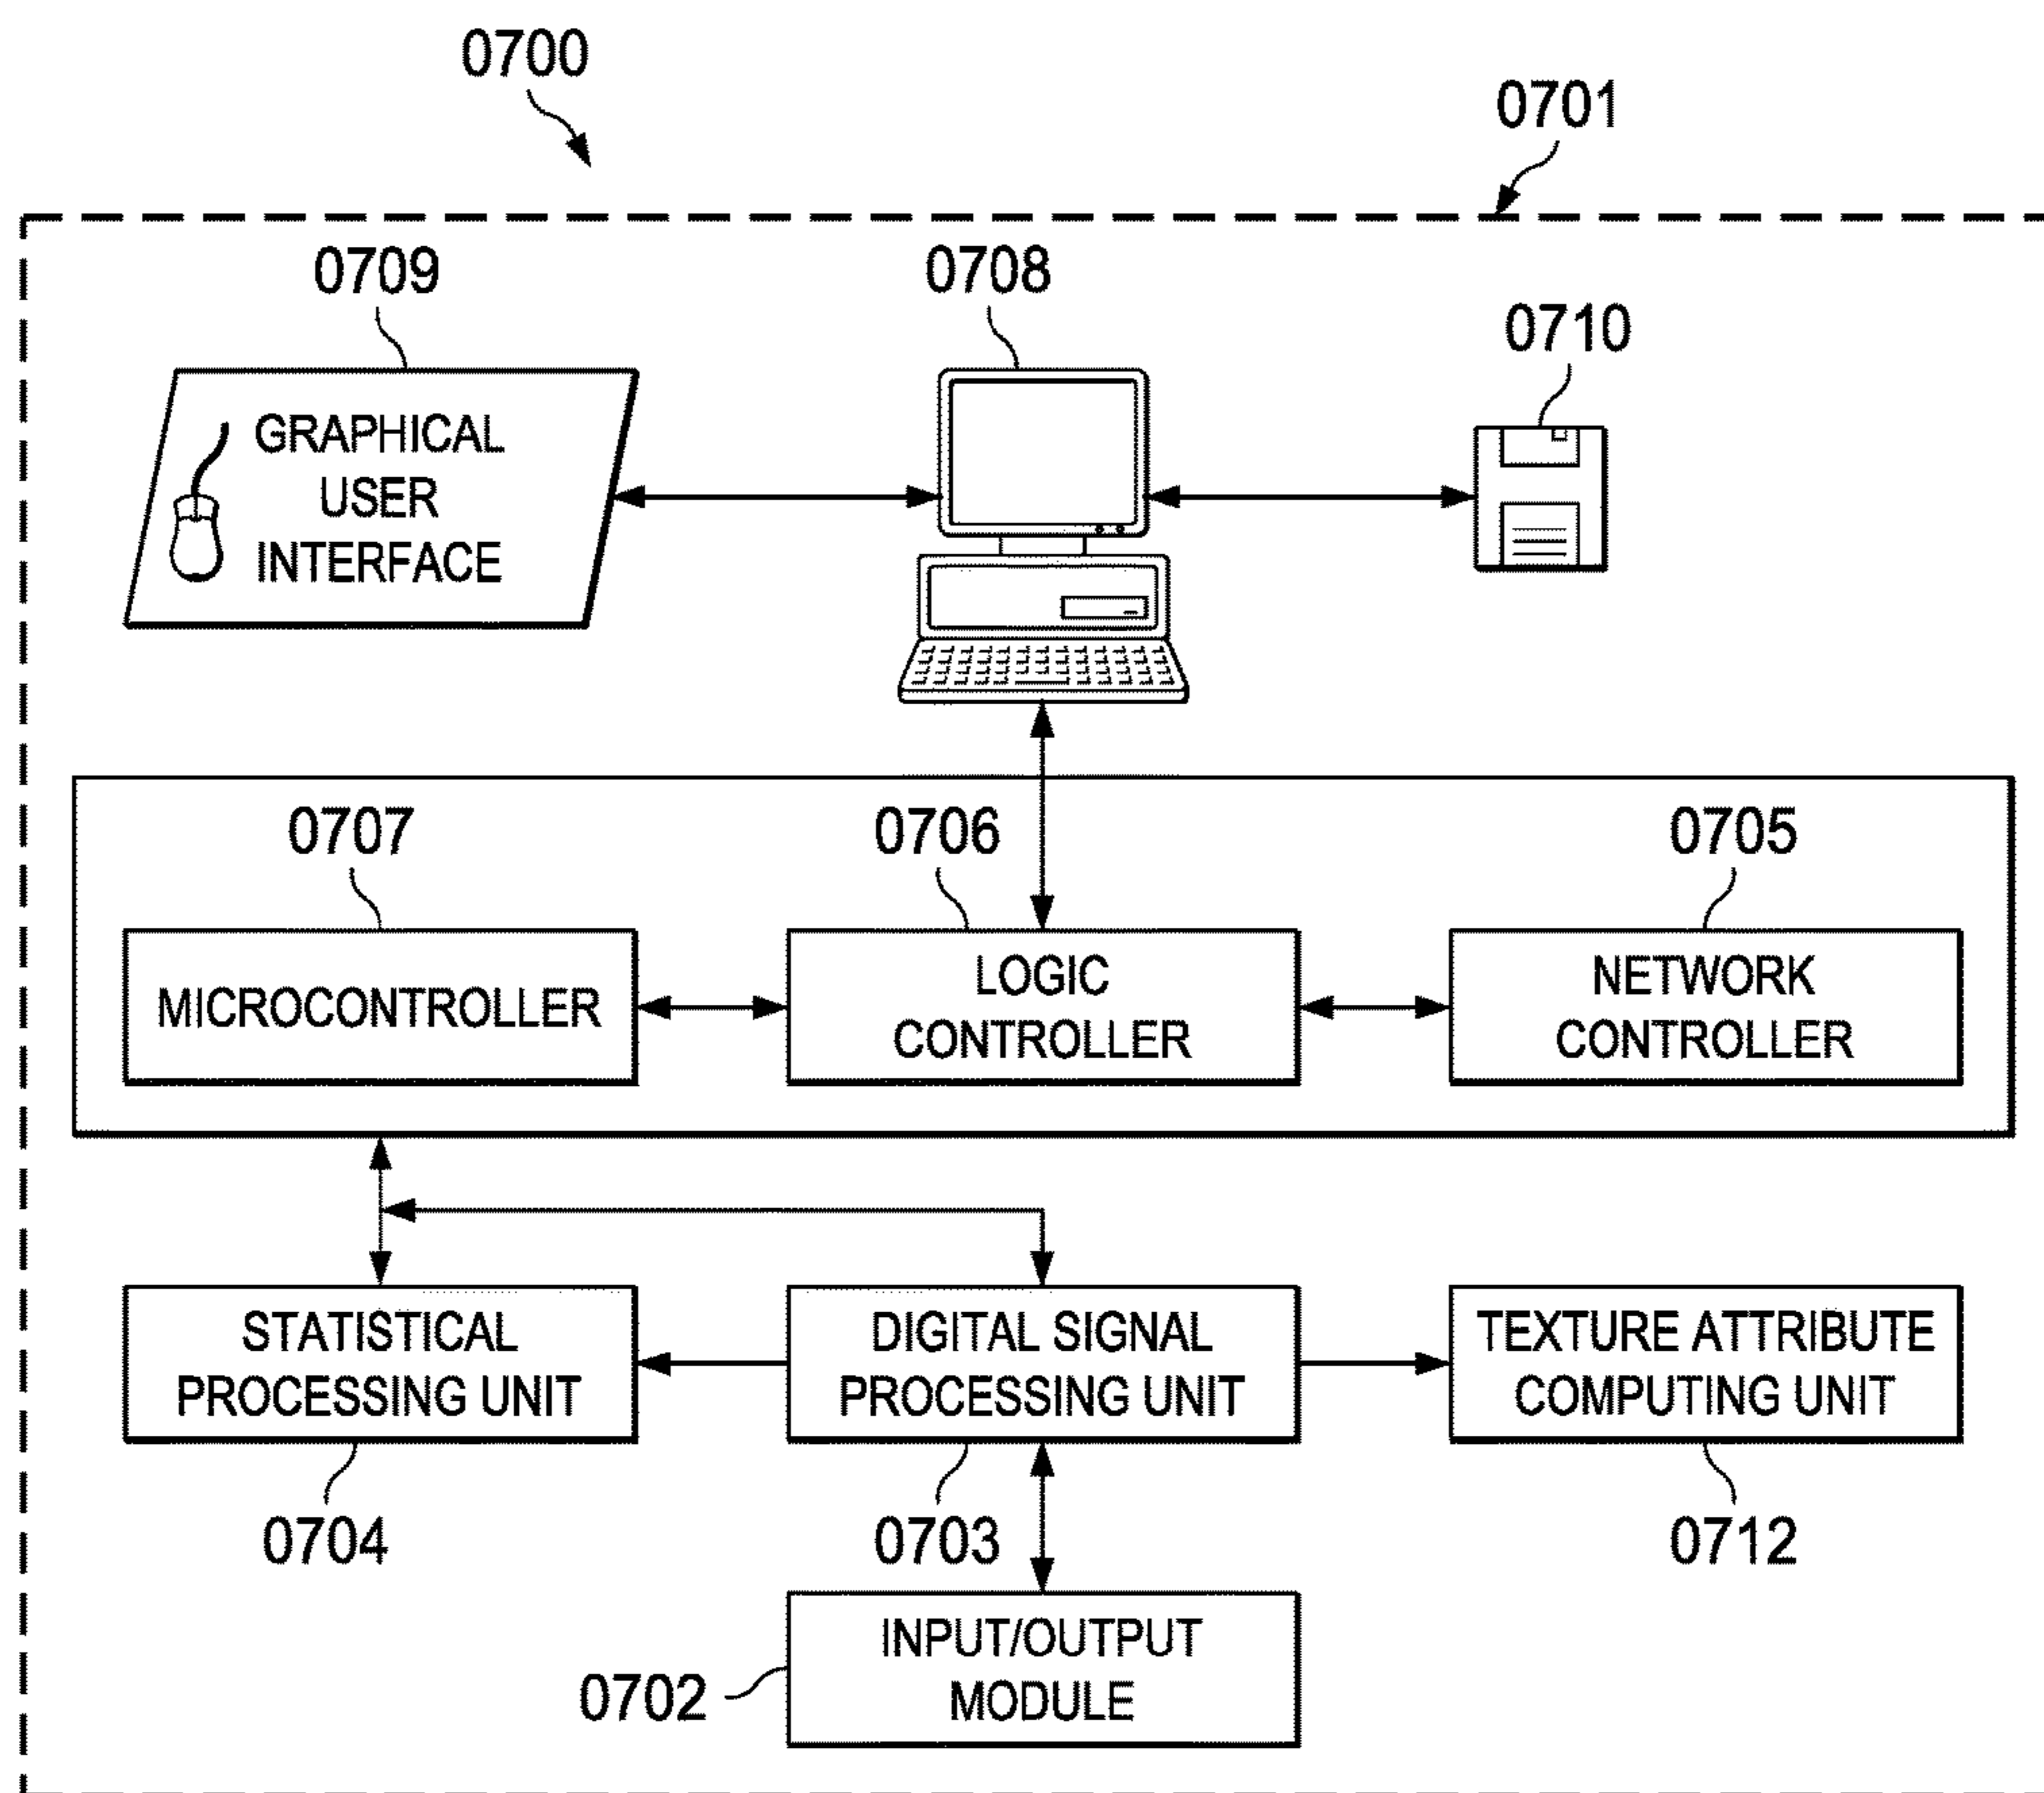 0700
0701
0709
0708
0710
GRAPHICAL
USER
INTERFACE
0707
0706
0705
MICROCONTROLLER
LOGIC
CONTROLLER
NETWORK
CONTROLLER
STATISTICAL
PROCESSING UNIT
DIGITAL SIGNAL
PROCESSING UNIT
TEXTURE ATTRIBUTE
COMPUTING UNIT
0704
0703
0712
INPUT/OUTPUT
MODULE
0702